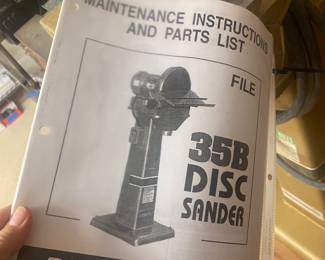 MAINTENANCE INSTRUCTIONS
AND PARTS LIST
FILE
35B
DISC
SANDER